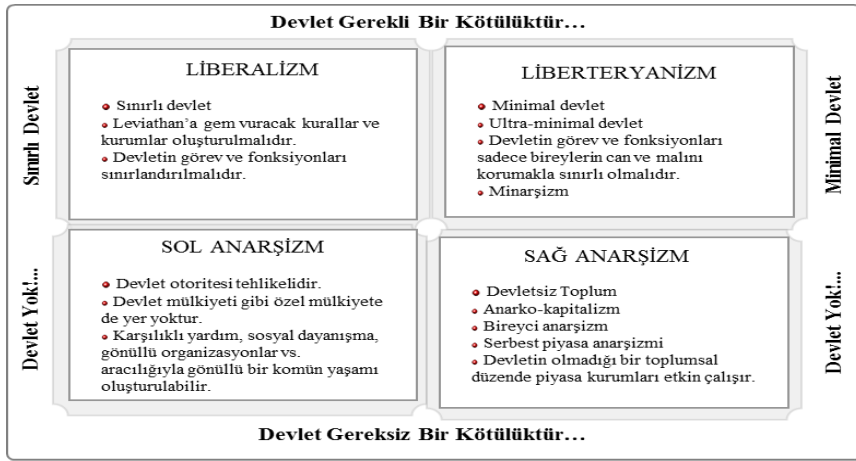 Devlet Gerekli Bir Kötülüktür…
Sınırlı Devlet
LİBERALİZM
• Sınırlı devlet
• Leviathan’a gem vuracak kurallar ve
kurumlar oluşturulmalıdır.
• Devletin görev ve fonksiyonları
sınırlandırılmalıdır.
LİBERTERYANİZM
• Minimal devlet
• Ultra-minimal devlet
• Devletin görev ve fonksiyonları
sadece bireylerin can ve malını
korumakla sınırlı olmalıdır.
• Minarşizm
Minimal Devlet
Devlet Yok!...
SOL ANARŞİZM
• Devlet otoritesi tehlikelidir.
• Devlet mülkiyeti gibi özel mülkiyete
de yer yoktur.
• Karşılıklı yardım, sosyal dayanışma,
gönüllü organizasyonlar vs.
aracılığıyla gönüllü bir komün yaşamı
oluşturulabilir.
SAĞ ANARŞİZM
• Devletsiz Toplum
• Anarko-kapitalizm
• Bireyci anarşizm
• Serbest piyasa anarşizmi
• Devletin olmadığı bir toplumsal
düzende piyasa kurumları etkin çalışır.
Devlet Yok!...
Devlet Gereksiz Bir Kötülüktür…